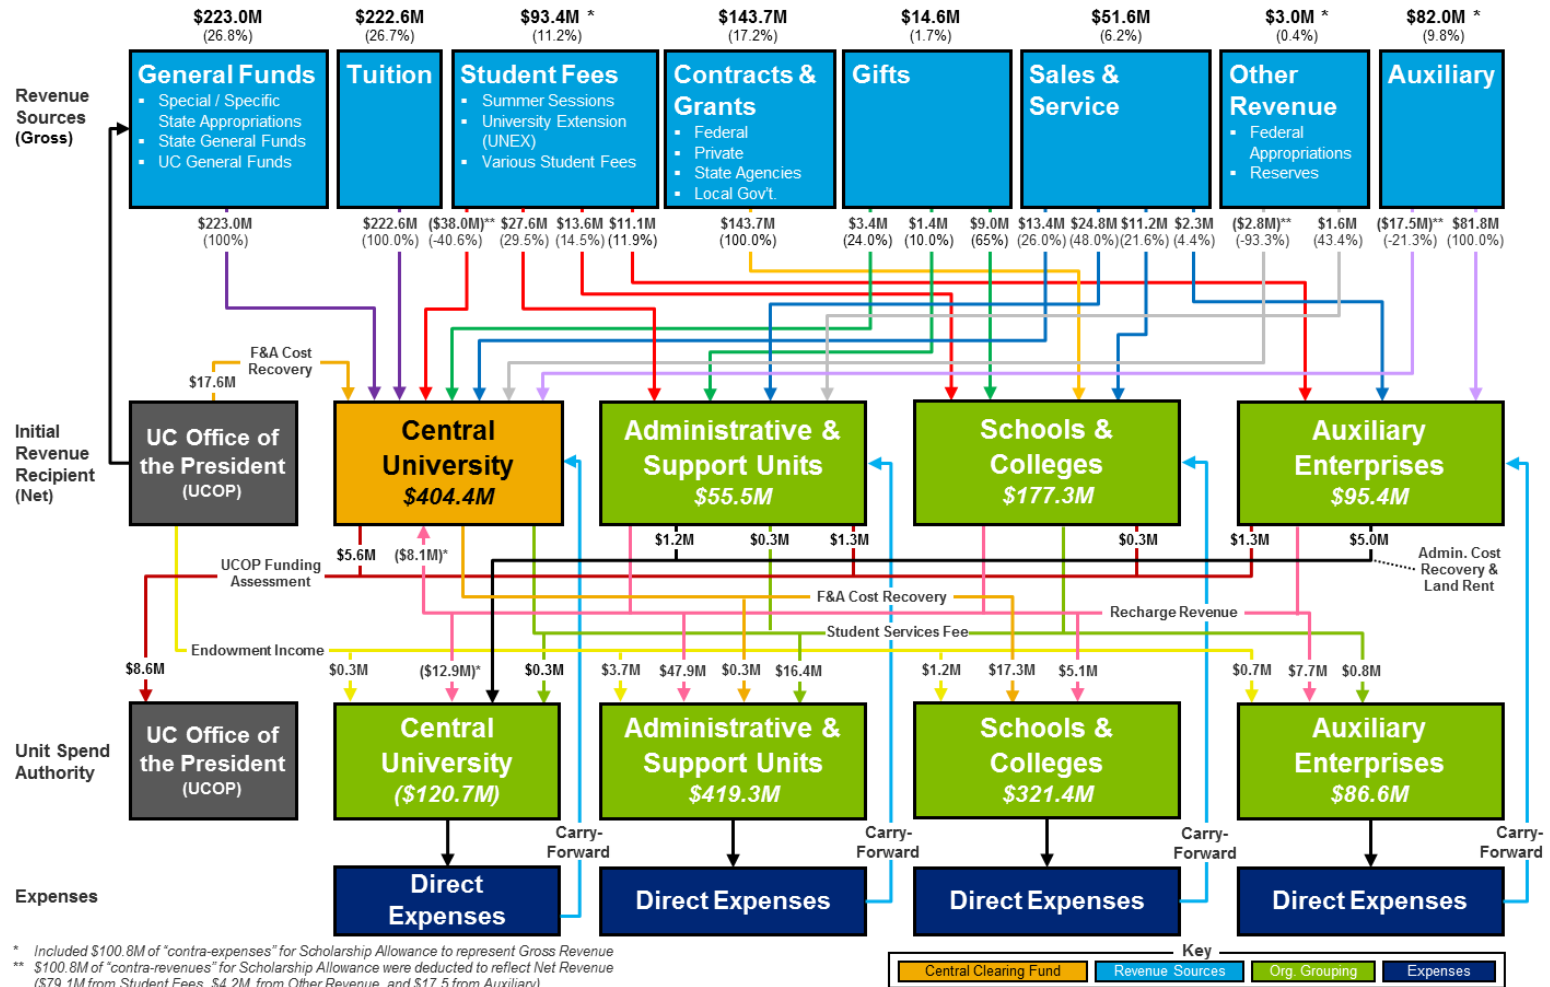 $223.0M
(26.8%)
$222.6M
(26.7%)
$93.4M *
(11.2%)
$143.7M
(17.2%)
$14.6M
(1.7%)
$51.6M
(6.2%)
$3.0M *
(0.4%)
$82.0M *
(9.8%)
Revenue
Sources
(Gross)
General Funds
▪ Special / Specific
State Appropriations
▪ State General Funds
▪ UC General Funds
Tuition
Student Fees
▪ Summer Sessions
▪ University Extension
(UNEX)
▪ Various Student Fees
Contracts &
Grants
▪ Federal
▪ Private
▪ State Agencies
▪ Local Gov't.
Gifts
Sales &
Service
Other
Revenue
▪ Federal
Appropriations
▪ Reserves
Auxiliary
$223.0M
(100%)
$222.6M
(100.0%)
($38.0M)**
(-40.6%)
$27.6M
(29.5%)
$13.6M
(14.5%)
$11.1M
(11.9%)
$143.7M
(100.0%)
$3.4M
(24.0%)
$1.4M
(10.0%)
$9.0M
(65%)
$13.4M
(26.0%)
$24.8M
(48.0%)
$11.2M
(21.6%)
$2.3M
(4.4%)
($2.8M)**
(-93.3%)
$1.6M
(43.4%)
($17.5M)**
-21.3%)
$81.8M
(100.0%)
F&A Cost
Recovery
$17.6M
Initial
Revenue
Recipient
(Net)
UC Office of
the President
(UCOP)
Central
University
$404.4M
Administrative &
Support Units
$55.5M
Schools &
Colleges
$177.3M
Auxiliary
Enterprises
$95.4M
$5.6M
($8.1M)*
$1.2M
$0.3M
$1.3M
$0.3M
$1.3M
$5.0M
UCOP Funding
Assessment
Admin. Cost
Recovery &
Land Rent
F&A Cost Recovery
Recharge Revenue
Student Services Fee
Endowment Income
$8.6M
$0.3M
($12.9M)*
$0.3M
$3.7M
$47.9M
$0.3M
$16.4M
$1.2M
$17.3M
$5.1M
$0.7M
$7.7M
$0.8M
Unit Spend
Authority
UC Office of
the President
(UCOP)
Central
University
($120.7M)
Administrative &
Support Units
$419.3M
Schools &
Colleges
$321.4M
Auxiliary
Enterprises
$86.6M
Carry-
Forward
Carry-
Forward
Carry-
Forward
Carry-
Forward
Expenses
Direct
Expenses
Direct Expenses
Direct Expenses
Direct Expenses
* Included $100.8M of “contra-expenses” for Scholarship Allowance to represent Gross Revenue
** $100.8M of “contra-revenues” for Scholarship Allowance were deducted to reflect Net Revenue
($79.1M from Student Fees, $4.2M, from Other Revenue, and $17.5 from Auxiliary)
Key
Central Clearing Fund
Revenue Sources
Org. Grouping
Expenses